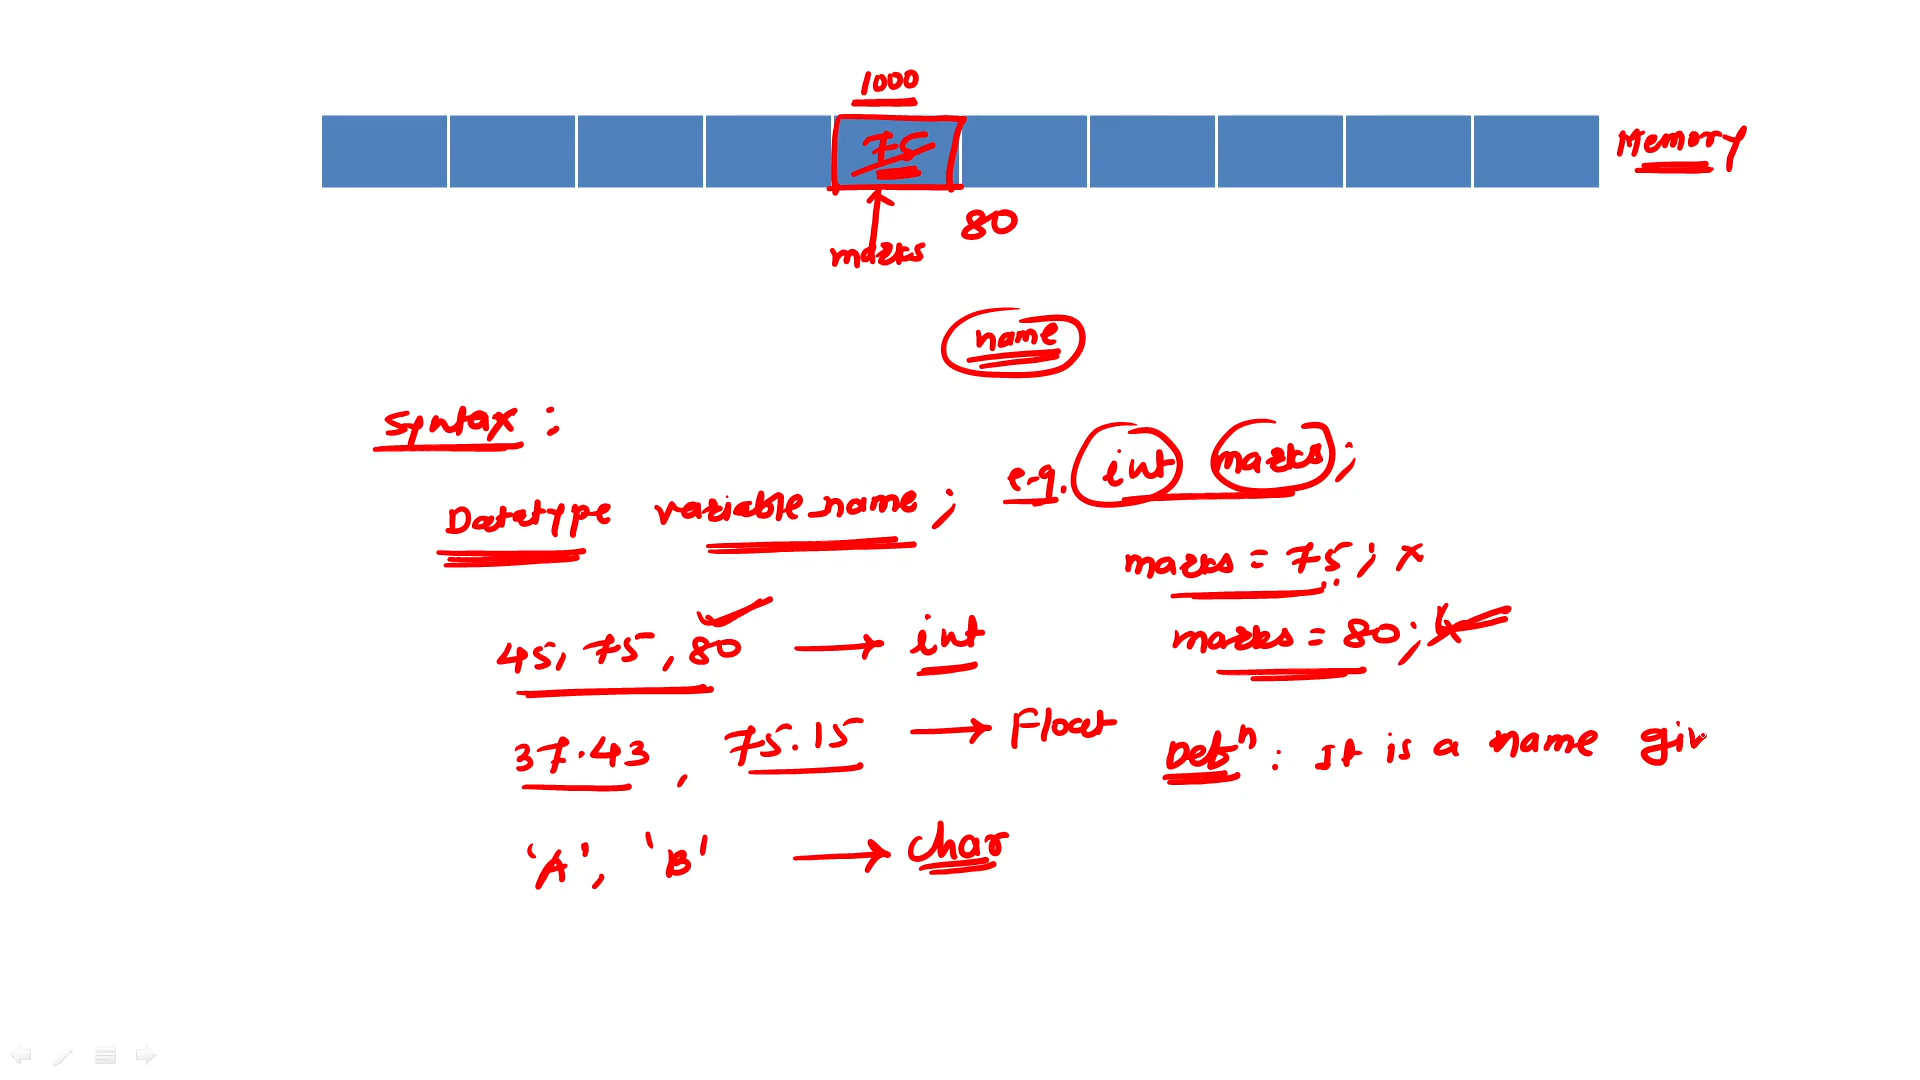 1000
75
Memory
marks
80
name
Syntax :
e.g. int marks;
Datatype variable_name ;
marks = 75; x
45, 75, 80 → int
marks = 80;
37.43 , 75.15 → Float
Defⁿ : It is a name giv
'A', 'B' → char